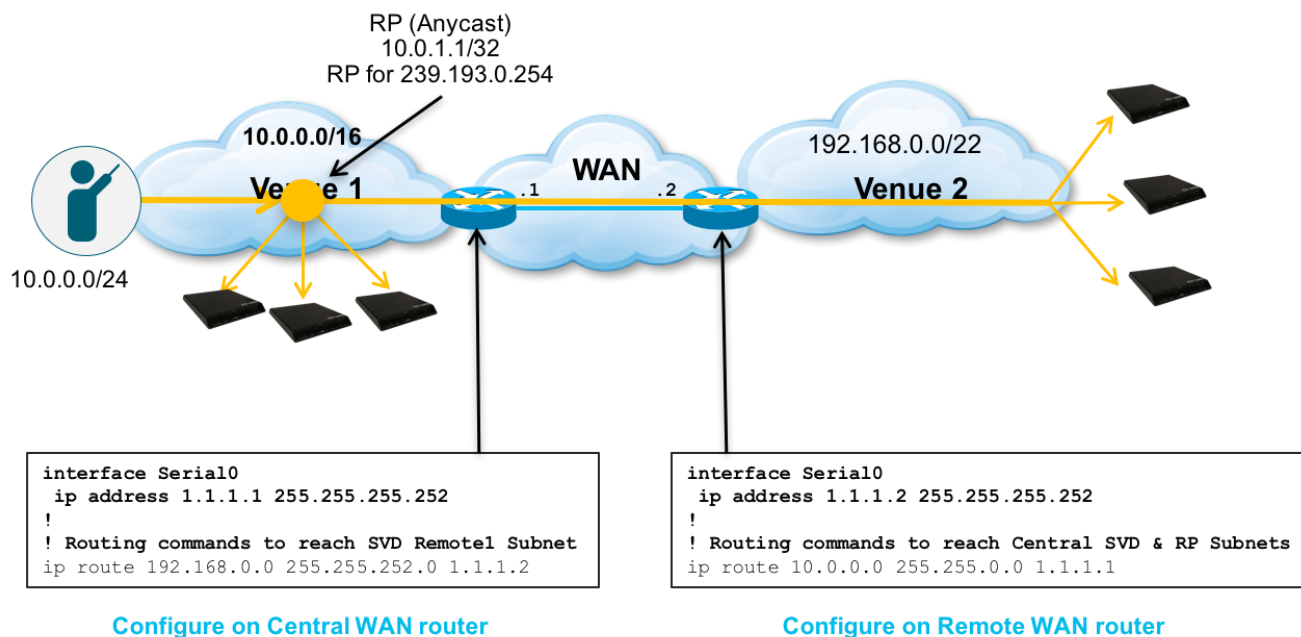 RP (Anycast)
10.0.1.1/32
RP for 239.193.0.254
10.0.0.0/16
Venue 1
WAN
.1
.2
192.168.0.0/22
Venue 2
10.0.0.0/24
interface Serial0
ip address 1.1.1.1 255.255.255.252
!
! Routing commands to reach SVD Remote1 Subnet
ip route 192.168.0.0 255.255.252.0 1.1.1.2
Configure on Central WAN router
interface Serial0
ip address 1.1.1.2 255.255.255.252
!
! Routing commands to reach Central SVD & RP Subnets
ip route 10.0.0.0 255.255.0.0 1.1.1.1
Configure on Remote WAN router